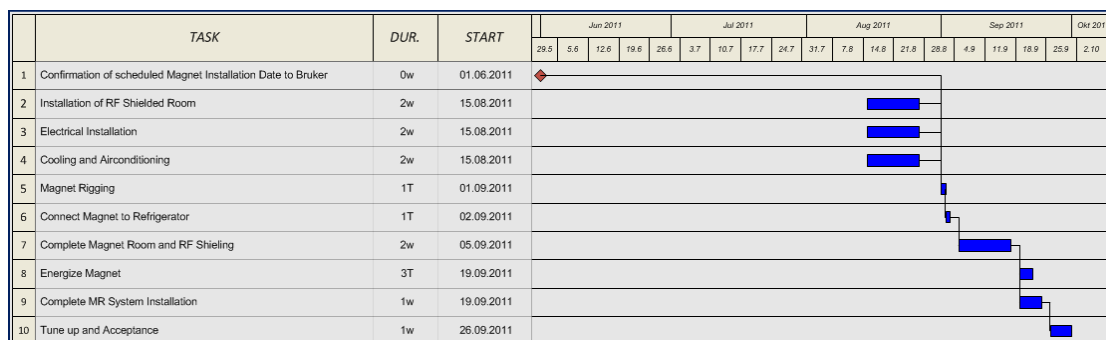 TASK DUR. START Jun 2011 Jul 2011 Aug 2011 Sep 2011 Okt 201
29.5 5.6 12.6 19.6 26.6 3.7 10.7 17.7 24.7 31.7 7.8 14.8 21.8 28.8 4.9 11.9 18.9 25.9 2.10
1 Confirmation of scheduled Magnet Installation Date to Bruker 0w 01.06.2011
2 Installation of RF Shielded Room 2w 15.08.2011
3 Electrical Installation 2w 15.08.2011
4 Cooling and Airconditioning 2w 15.08.2011
5 Magnet Rigging 1T 01.09.2011
6 Connect Magnet to Refrigerator 1T 02.09.2011
7 Complete Magnet Room and RF Shieling 2w 05.09.2011
8 Energize Magnet 3T 19.09.2011
9 Complete MR System Installation 1w 19.09.2011
10 Tune up and Acceptance 1w 26.09.2011